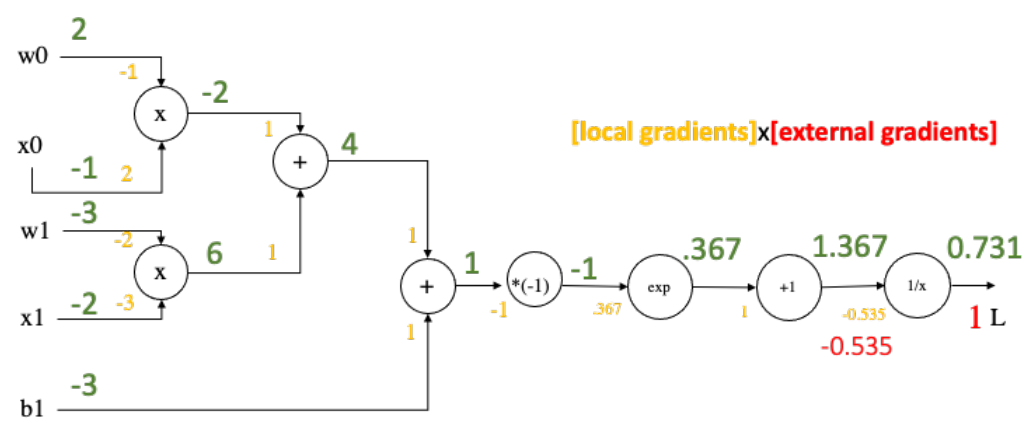 2
w0
-1
x
-2
[local gradients]x[external gradients]
x0
1
+
4
-1
2
-3
w1
-2
x
6
1
1
+
1
*(-1)
-1
exp
.367
+1
1.367
1/x
0.731
x1
-2
-3
-1
.367
1
-0.535
1 L
-0.535
1
-3
b1